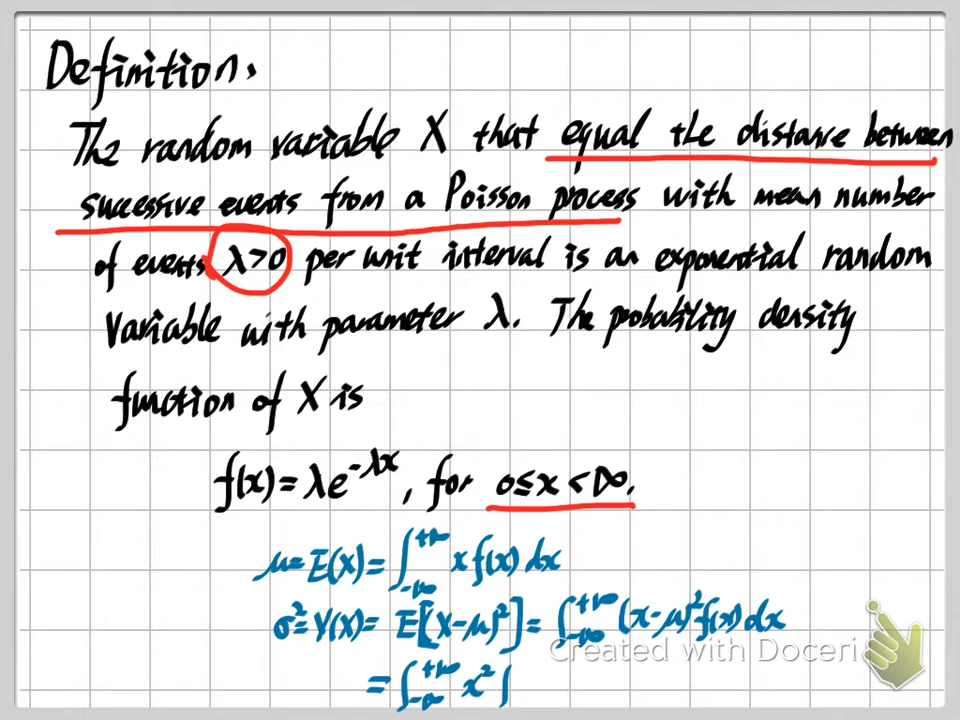 Definition.
The random variable X that equal the distance between
successive events from a Poisson process with mean number
of events λ>0 per unit interval is an exponential random
variable with parameter λ. The probability density
function of X is
f(x)=λe^{-λx}, for 0≤x<∞.
μ=E(X)=∫_{-∞}^{+∞} x f(x) dx
σ²=V(X)= E[(X-μ)²]=∫_{-∞}^{+∞} (x-μ)² f(x) dx
Created with Doceri
=∫_{-∞}^{+∞} x² ∫